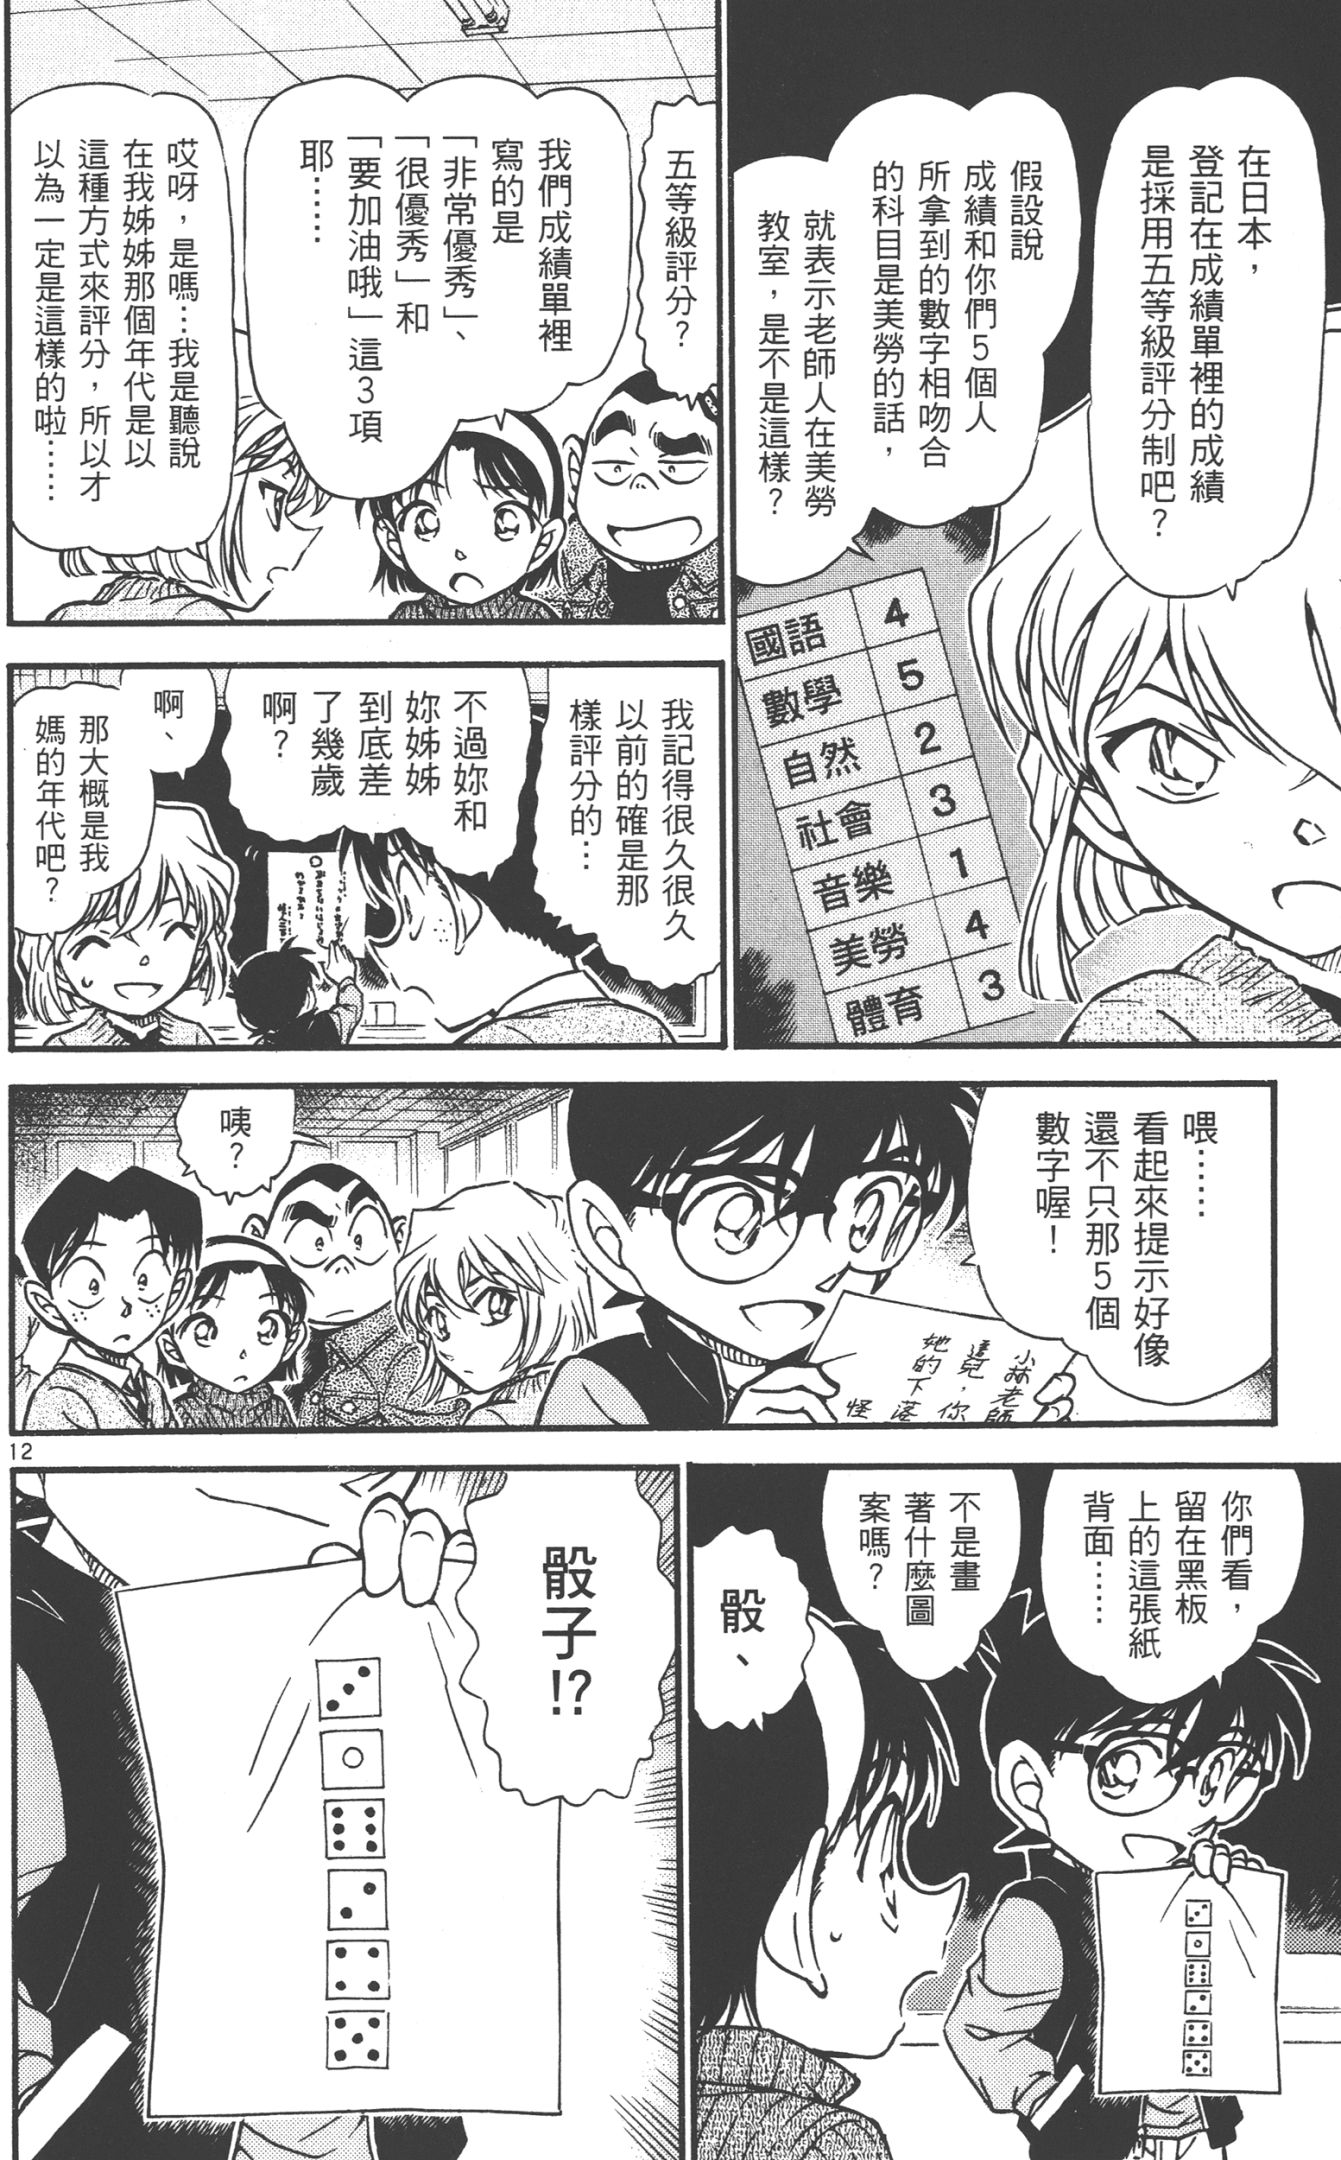 在日本，
登記在成績單裡的成績
是採用五等級評分制吧？
假設說
成績和你們5個人
所拿到的數字相吻合
的科目是美勞的話，
就表示老師人在美勞
教室，是不是這樣？
國語 4
數學 5
自然 2
社會 3
音樂 1
美勞 4
體育 3
五等級評分？
我們成績單裡
寫的是
「非常優秀」、
「很優秀」和
「要加油哦」這3項
耶……
哎呀，是嗎…我是聽說
在我姊姊那個年代是以
這種方式來評分，所以才
以為一定是這樣的啦……
我記得很久很久
以前的確是那
樣評分的…
不過妳和
妳姊姊
到底差
了幾歲
啊？
啊、
那大概是我
媽的年代吧？
喂……
看起來提示好像
還不只那5個
數字喔！
小林老師
這兒，你
她的下落
怪
咦？
12
你們看，
留在黑板
上的這張紙
背面……
不是畫
著什麼圖
案嗎？
骰、
骰子!?